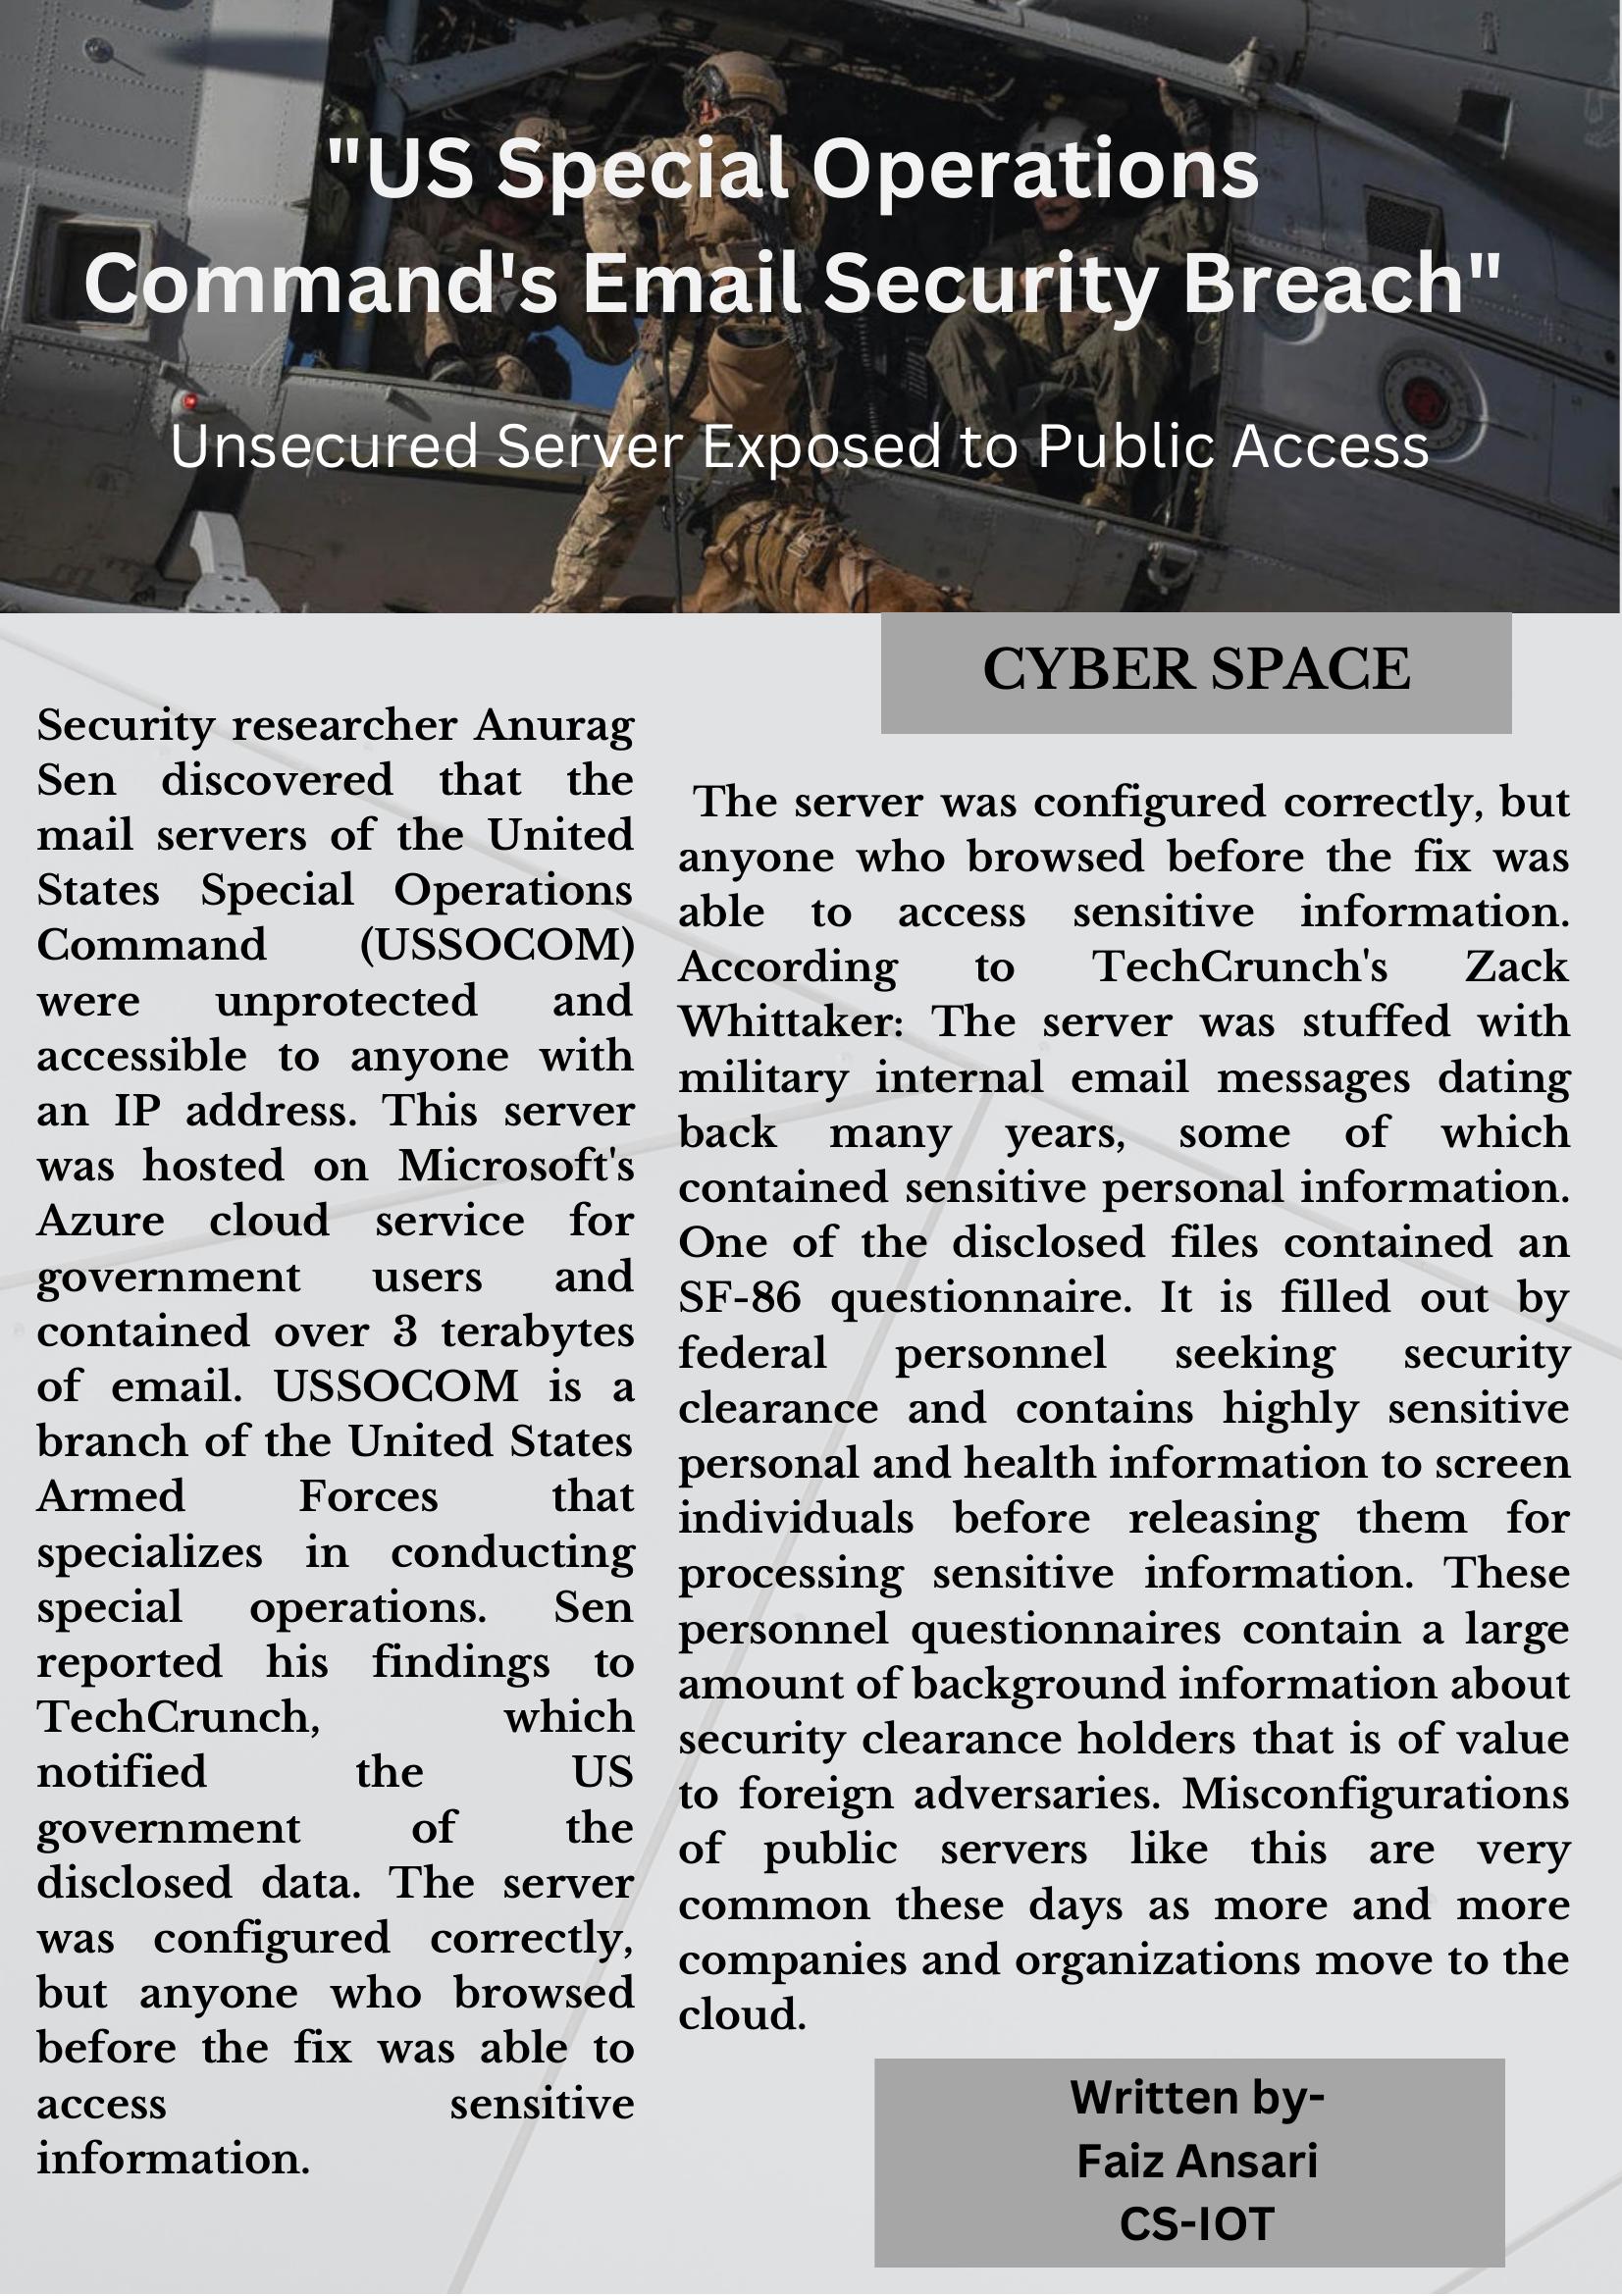 "US Special Operations
Command's Email Security Breach"
Unsecured Server Exposed to Public Access
CYBER SPACE
Security researcher Anurag
Sen discovered that the
mail servers of the United
States Special Operations
Command (USSOCOM)
were unprotected and
accessible to anyone with
an IP address. This server
was hosted on Microsoft's
Azure cloud service for
government users and
contained over 3 terabytes
of email. USSOCOM is a
branch of the United States
Armed Forces that
specializes in conducting
special operations. Sen
reported his findings to
TechCrunch, which
notified the US
government of the
disclosed data. The server
was configured correctly,
but anyone who browsed
before the fix was able to
access sensitive
information.
The server was configured correctly, but
anyone who browsed before the fix was
able to access sensitive information.
According to TechCrunch's Zack
Whittaker: The server was stuffed with
military internal email messages dating
back many years, some of which
contained sensitive personal information.
One of the disclosed files contained an
SF-86 questionnaire. It is filled out by
federal personnel seeking security
clearance and contains highly sensitive
personal and health information to screen
individuals before releasing them for
processing sensitive information. These
personnel questionnaires contain a large
amount of background information about
security clearance holders that is of value
to foreign adversaries. Misconfigurations
of public servers like this are very
common these days as more and more
companies and organizations move to the
cloud.
Written by-
Faiz Ansari
CS-IOT